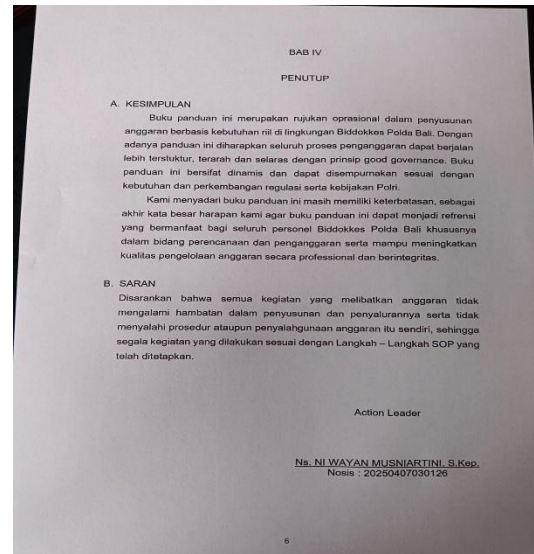 BAB IV
PENUTUP
A. KESIMPULAN
Buku panduan ini merupakan rujukan oprasional dalam penyusunan
anggaran berbasis kebutuhan riil di lingkungan Biddokkes Polda Bali. Dengan
adanya panduan ini diharapkan seluruh proses penganggaran dapat berjalan
lebih terstuktur, terarah dan selaras dengan prinsip good governance. Buku
panduan ini bersifat dinamis dan dapat disempurnakan sesuai dengan
kebutuhan dan perkembangan regulasi serta kebijakan Polri.
Kami menyadari buku panduan ini masih memiliki keterbatasan, sebagai
akhir kata besar harapan kami agar buku panduan ini dapat menjadi refrensi
yang bermanfaat bagi seluruh personel Biddokkes Polda Bali khususnya
dalam bidang perencanaan dan penganggaran serta mampu meningkatkan
kualitas pengelolaan anggaran secara professional dan berintegritas.
B. SARAN
Disarankan bahwa semua kegiatan yang melibatkan anggaran tidak
mengalami hambatan dalam penyusunan dan penyalurannya serta tidak
menyalahi prosedur ataupun penyalahgunaan anggaran itu sendiri, sehingga
segala kegiatan yang dilakukan sesuai dengan Langkah – Langkah SOP yang
telah ditetapkan.
Action Leader
Ns. NI WAYAN MUSNIARTINI, S.Kep.
Nosis : 20250407030126
6